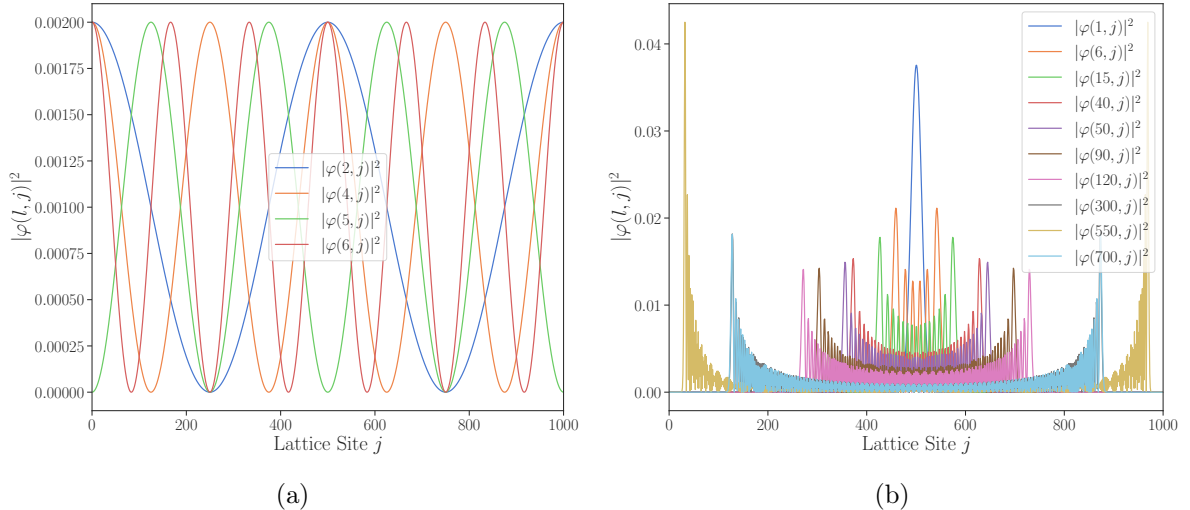 0.00200
0.00175
0.00150
0.00125
0.00100
0.00075
0.00050
0.00025
0.00000
|φ(l, j)|²
0 200 400 600 800 1000
Lattice Site j
|φ(2, j)|²
|φ(4, j)|²
|φ(5, j)|²
|φ(6, j)|²
(a)
0.04
0.03
0.02
0.01
0.00
|φ(l, j)|²
0 200 400 600 800 1000
Lattice Site j
|φ(1, j)|²
|φ(6, j)|²
|φ(15, j)|²
|φ(40, j)|²
|φ(50, j)|²
|φ(90, j)|²
|φ(120, j)|²
|φ(300, j)|²
|φ(550, j)|²
|φ(700, j)|²
(b)